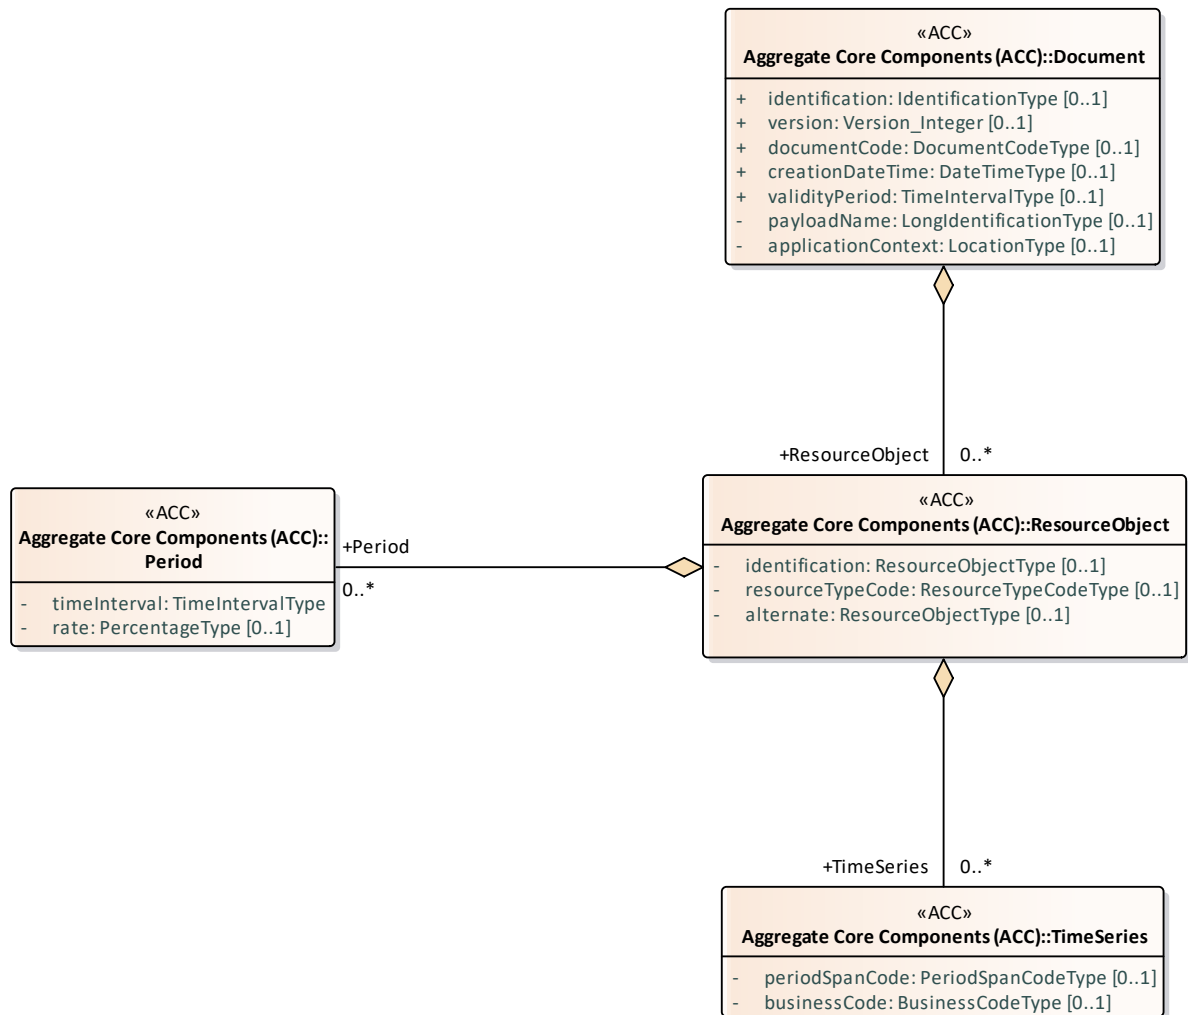 «ACC»
Aggregate Core Components (ACC)::Document
+ identification: IdentificationType [0..1]
+ version: Version_Integer [0..1]
+ documentCode: DocumentCodeType [0..1]
+ creationDateTime: DateTimeType [0..1]
+ validityPeriod: TimeIntervalType [0..1]
- payloadName: LongIdentificationType [0..1]
- applicationContext: LocationType [0..1]
+ResourceObject 0..*
«ACC»
Aggregate Core Components (ACC)::ResourceObject
- identification: ResourceObjectType [0..1]
- resourceTypeCode: ResourceTypeCodeType [0..1]
- alternate: ResourceObjectType [0..1]
+Period
0..*
«ACC»
Aggregate Core Components (ACC)::
Period
- timeInterval: TimeIntervalType
- rate: PercentageType [0..1]
+TimeSeries 0..*
«ACC»
Aggregate Core Components (ACC)::TimeSeries
- periodSpanCode: PeriodSpanCodeType [0..1]
- businessCode: BusinessCodeType [0..1]